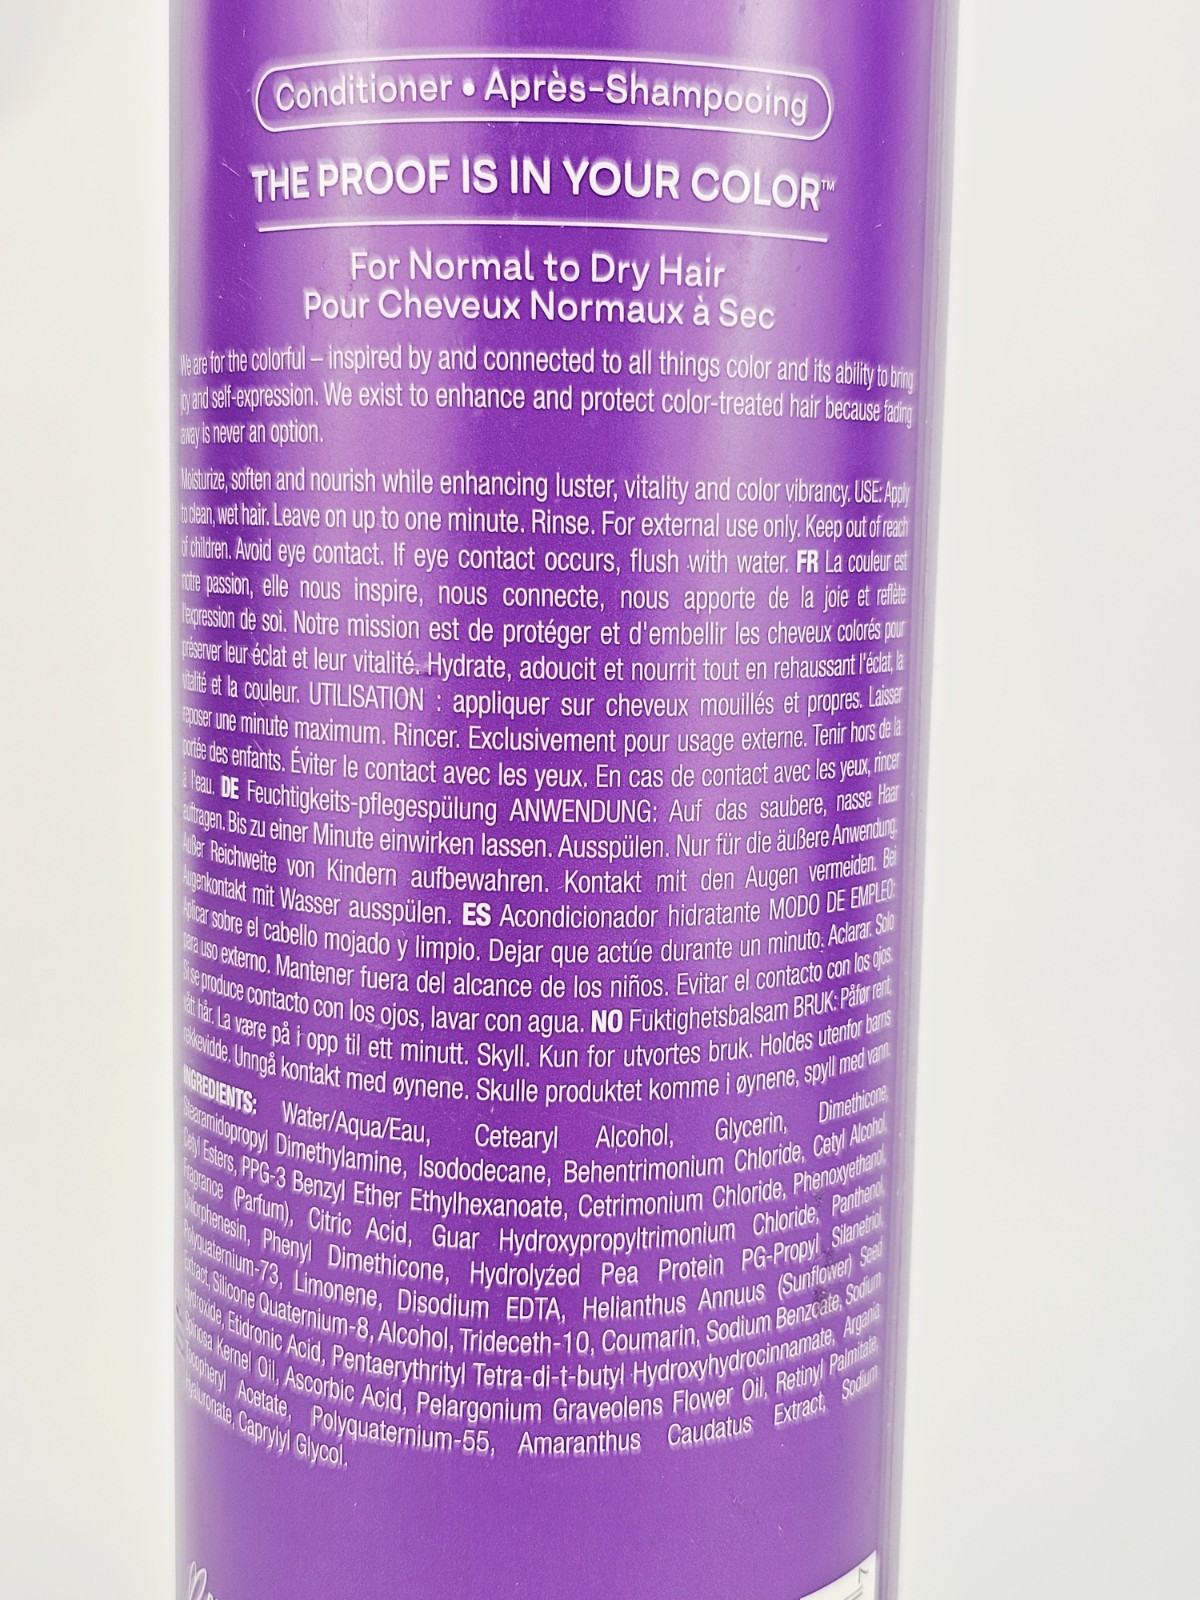 Conditioner • Après-Shampooing
THE PROOF IS IN YOUR COLOR™
For Normal to Dry Hair
Pour Cheveux Normaux à Sec
We are for the colorful – inspired by and connected to all things color and its ability to bring
joy and self-expression. We exist to enhance and protect color-treated hair because fading
away is never an option.
Moisturize, soften and nourish while enhancing luster, vitality and color vibrancy. USE: Apply
to clean, wet hair. Leave on up to one minute. Rinse. For external use only. Keep out of reach
of children. Avoid eye contact. If eye contact occurs, flush with water. FR La couleur est
notre passion, elle nous inspire, nous connecte, nous apporte de la joie et reflète
l'expression de soi. Notre mission est de protéger et d'embellir les cheveux colorés pour
préserver leur éclat et leur vitalité. Hydrate, adoucit et nourrit tout en rehaussant l'éclat, la
vitalité et la couleur. UTILISATION : appliquer sur cheveux mouillés et propres. Laisser
reposer une minute maximum. Rincer. Exclusivement pour usage externe. Tenir hors de la
portée des enfants. Éviter le contact avec les yeux. En cas de contact avec les yeux, rincer
à l'eau. DE Feuchtigkeits-pflegespülung ANWENDUNG: Auf das saubere, nasse Haar
auftragen. Bis zu einer Minute einwirken lassen. Ausspülen. Nur für die äußere Anwendung.
Außer Reichweite von Kindern aufbewahren. Kontakt mit den Augen vermeiden. Bei
Augenkontakt mit Wasser ausspülen. ES Acondicionador hidratante MODO DE EMPLEO:
Aplicar sobre el cabello mojado y limpio. Dejar que actúe durante un minuto. Aclarar. Solo
para uso externo. Mantener fuera del alcance de los niños. Evitar el contacto con los ojos.
Si se produce contacto con los ojos, lavar con agua. NO Fuktighetsbalsam BRUK: Påfør rent,
vått hår. La være på i opp til ett minutt. Skyll. Kun for utvortes bruk. Holdes utenfor barns
rekkevidde. Unngå kontakt med øynene. Skulle produktet komme i øynene, spyll med vann.
INGREDIENTS: Water/Aqua/Eau, Cetearyl Alcohol, Glycerin, Dimethicone,
Stearamidopropyl Dimethylamine, Isododecane, Behentrimonium Chloride, Cetyl Alcohol,
Cetyl Esters, PPG-3 Benzyl Ether Ethylhexanoate, Cetrimonium Chloride, Phenoxyethanol,
Fragrance (Parfum), Citric Acid, Guar Hydroxypropyltrimonium Chloride, Panthenol,
Chlorphenesin, Phenyl Dimethicone, Hydrolyzed Pea Protein PG-Propyl Silanetriol,
Polyquaternium-73, Limonene, Disodium EDTA, Helianthus Annuus (Sunflower) Seed
Extract, Silicone Quaternium-8, Alcohol, Trideceth-10, Coumarin, Sodium Benzoate, Sodium
Hydroxide, Etidronic Acid, Pentaerythrityl Tetra-di-t-butyl Hydroxyhydrocinnamate, Argania
Spinosa Kernel Oil, Ascorbic Acid, Pelargonium Graveolens Flower Oil, Retinyl Palmitate,
Tocopheryl Acetate, Polyquaternium-55, Amaranthus Caudatus Extract, Sodium
Hyaluronate, Caprylyl Glycol.